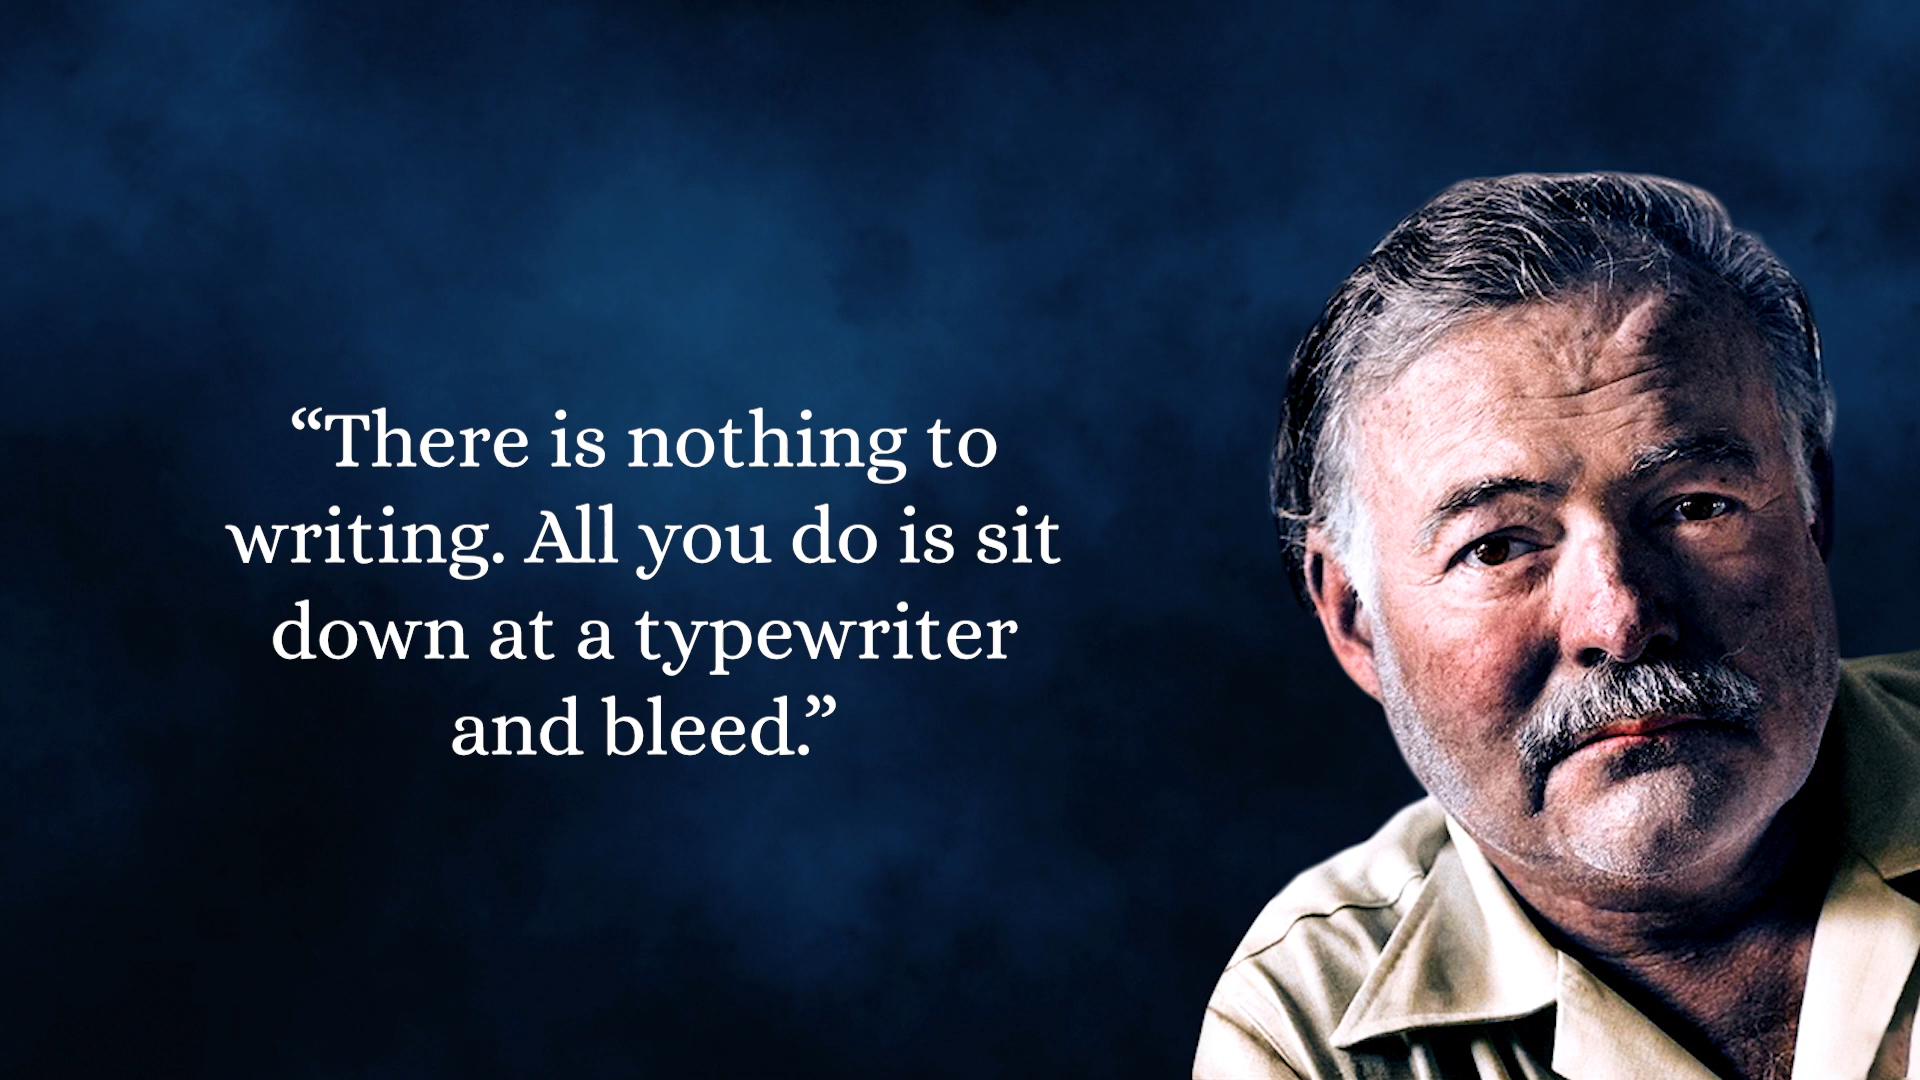 “There is nothing to
writing. All you do is sit
down at a typewriter
and bleed.”